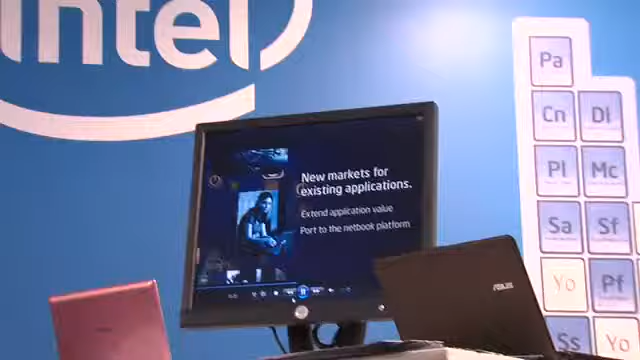 intel
New markets for
existing applications.
Extend application value
Port to the netbook platform
ASUS
Pa
Cn Dl
Pl Mc
Sa Sf
Yo Pf
Ss Yo